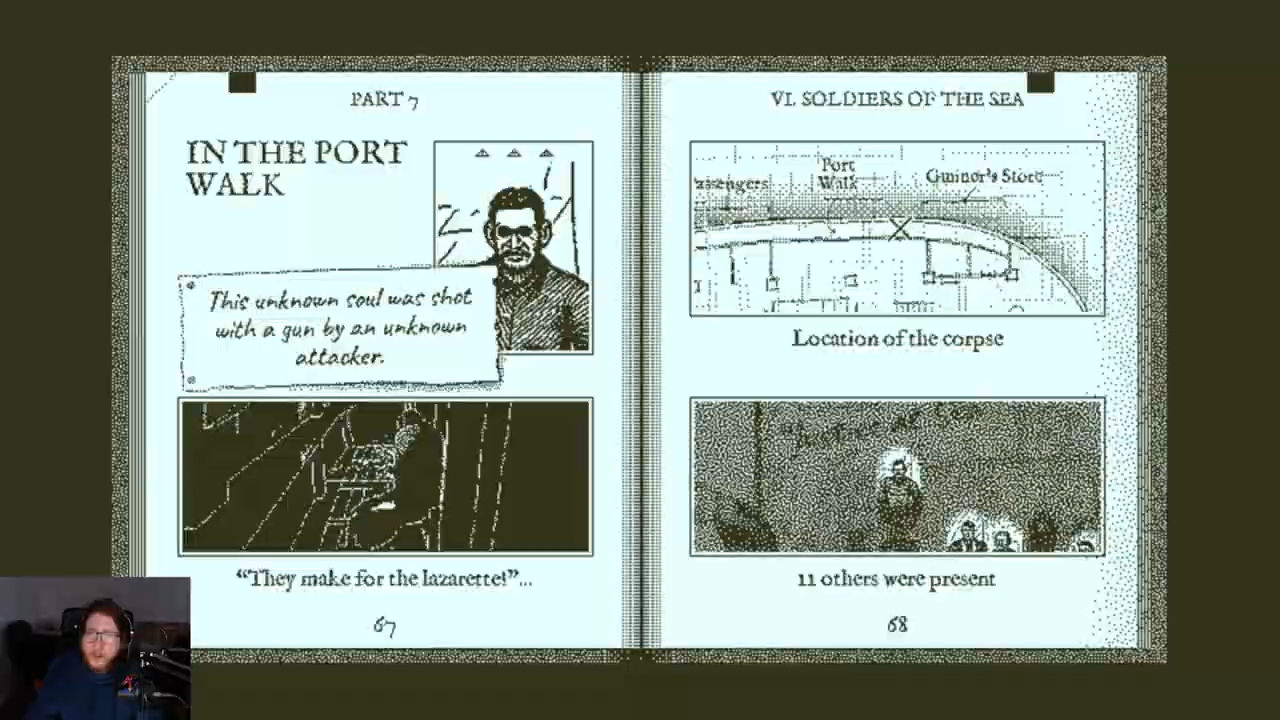 PART 7
IN THE PORT
WALK
This unknown soul was shot
with a gun by an unknown
attacker.
"They make for the lazarette!"...
67
VI. SOLDIERS OF THE SEA
Port
Walk
Gunnor's Store
Location of the corpse
11 others were present
68